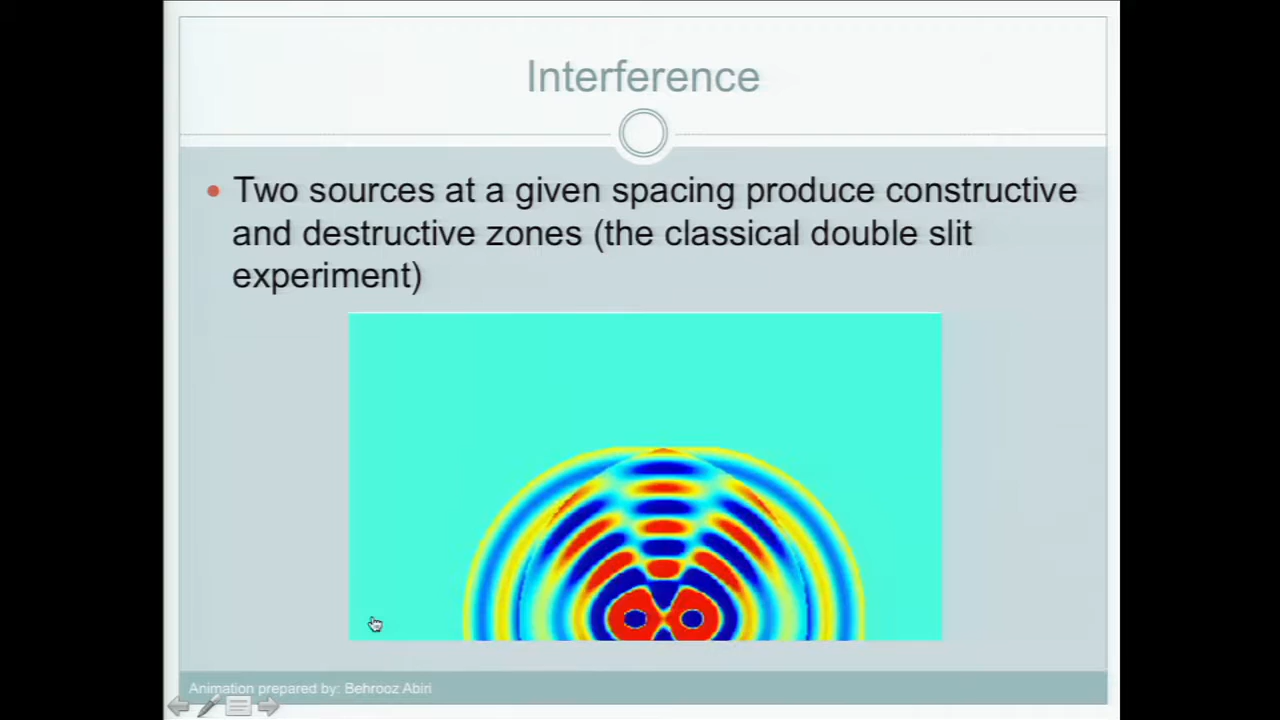 Interference
Two sources at a given spacing produce constructive
and destructive zones (the classical double slit
experiment)
Animation prepared by: Behrooz Abiri